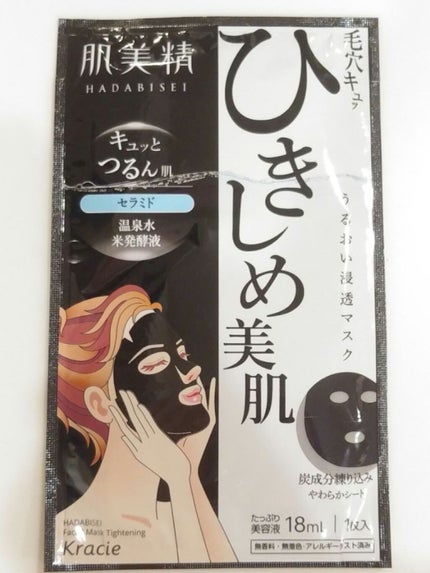 肌美精
HADABISEI
キュッと
つるん肌
セラミド
温泉水
米発酵液
毛穴キュッ
ひきしめ美肌
うるおい浸透マスク
炭成分練り込み
やわらかシート
たっぷり
美容液 18ml 1枚入
無香料・無着色・アレルギーテスト済み
HADABISEI
Face Mask Tightening
Kracie